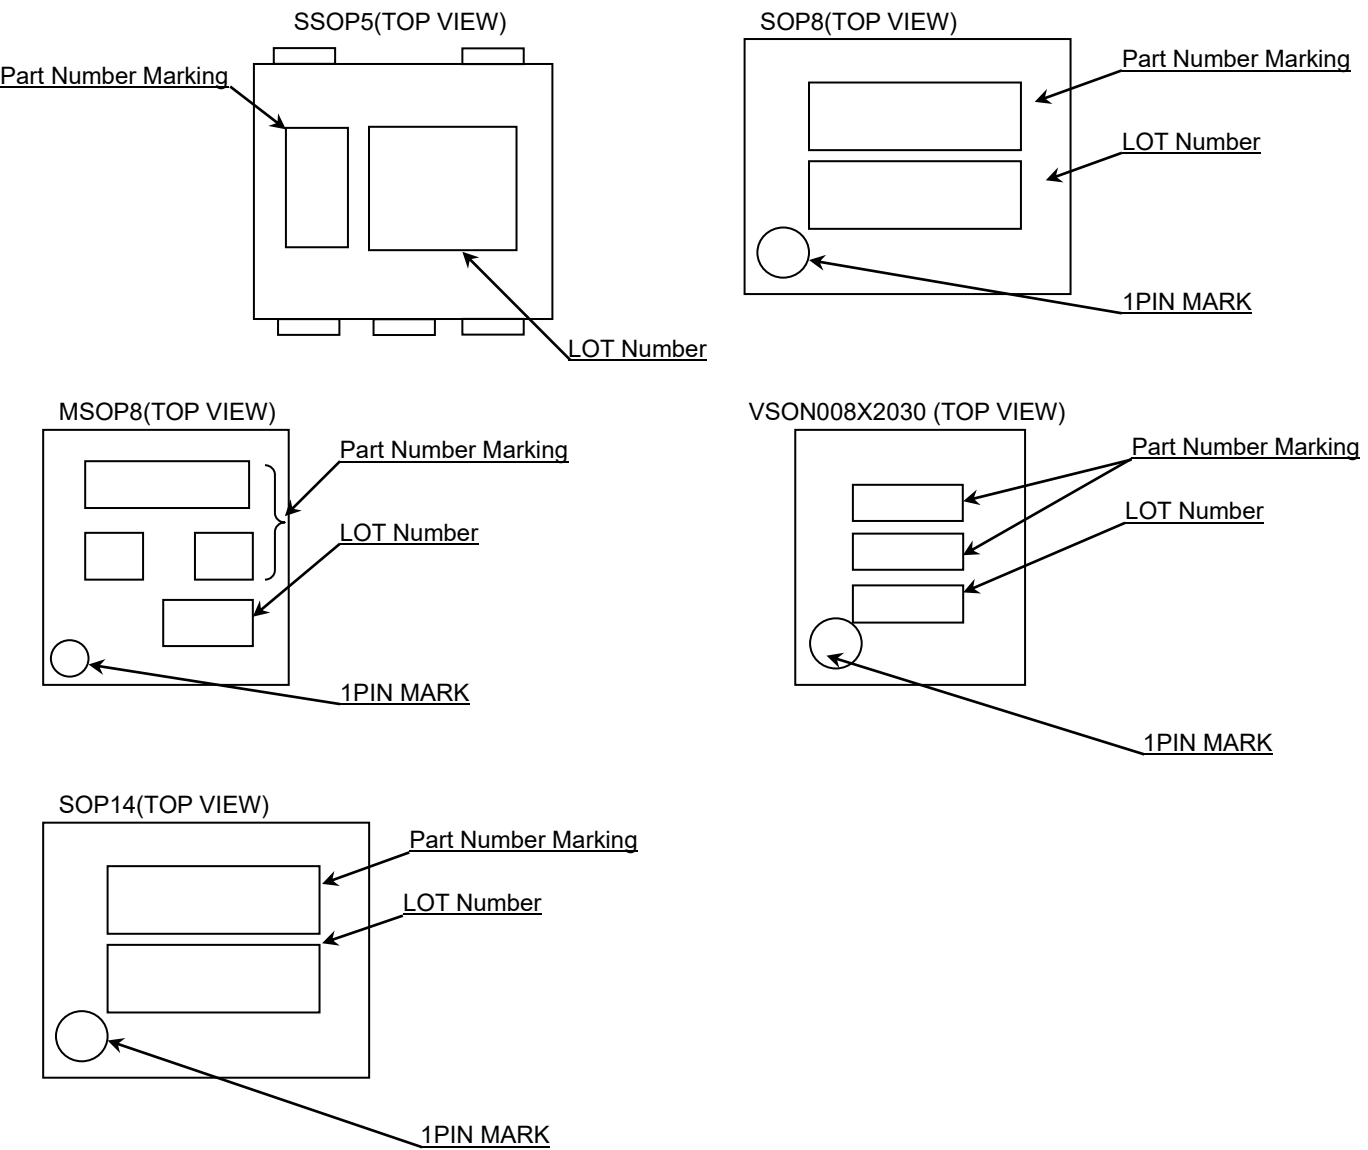 SSOP5(TOP VIEW)
Part Number Marking
LOT Number
SOP8(TOP VIEW)
Part Number Marking
LOT Number
1PIN MARK
MSOP8(TOP VIEW)
Part Number Marking
LOT Number
1PIN MARK
VSON008X2030 (TOP VIEW)
Part Number Marking
LOT Number
1PIN MARK
SOP14(TOP VIEW)
Part Number Marking
LOT Number
1PIN MARK